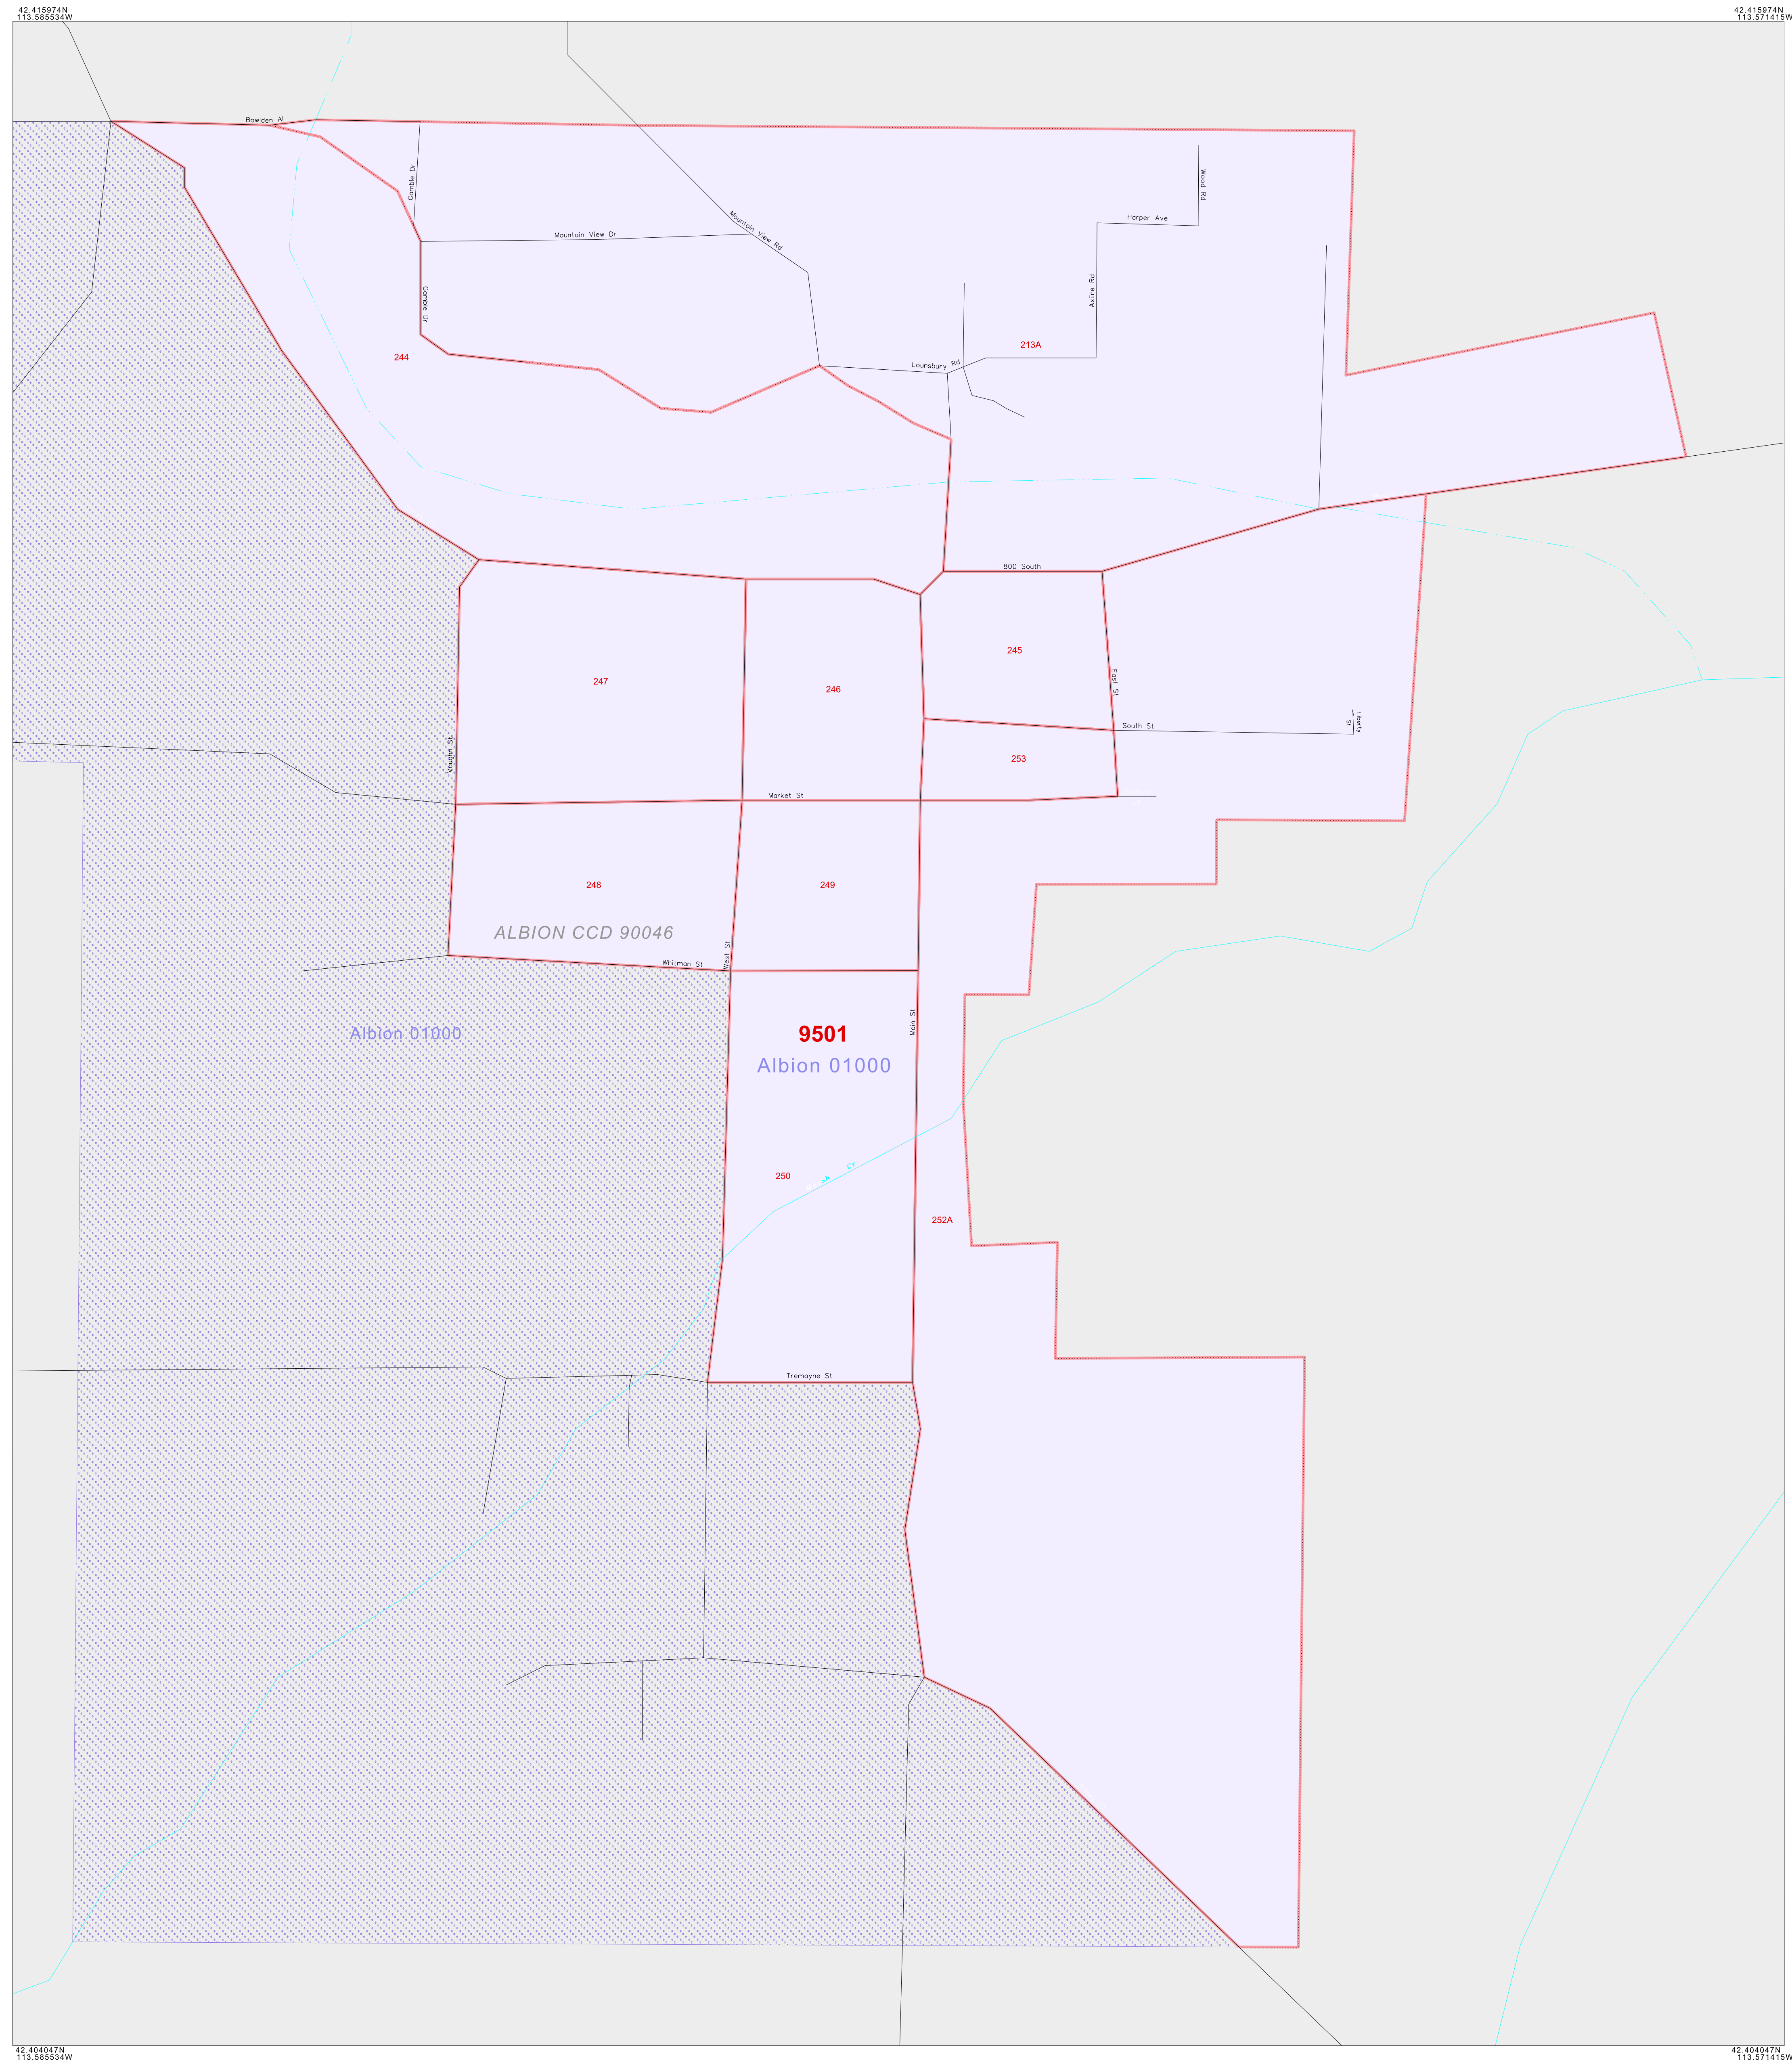 42.415974N
113.585534W
42.415974N
113.571415W
Bowlden Al
Gamble Dr
Mountain View Dr
Mountain View Rd
Wood Rd
Harper Ave
Gamble Dr
Axline Rd
244
213A
Lounsbury Rd
800 South
245
East St
247
246
South St
Liberty St
Vaughn St
253
Market St
248
249
ALBION CCD 90046
Whitman St
West St
Main St
Albion 01000
9501
Albion 01000
250
252A
Tremayne St
42.404047N
113.585534W
42.404047N
113.571415W